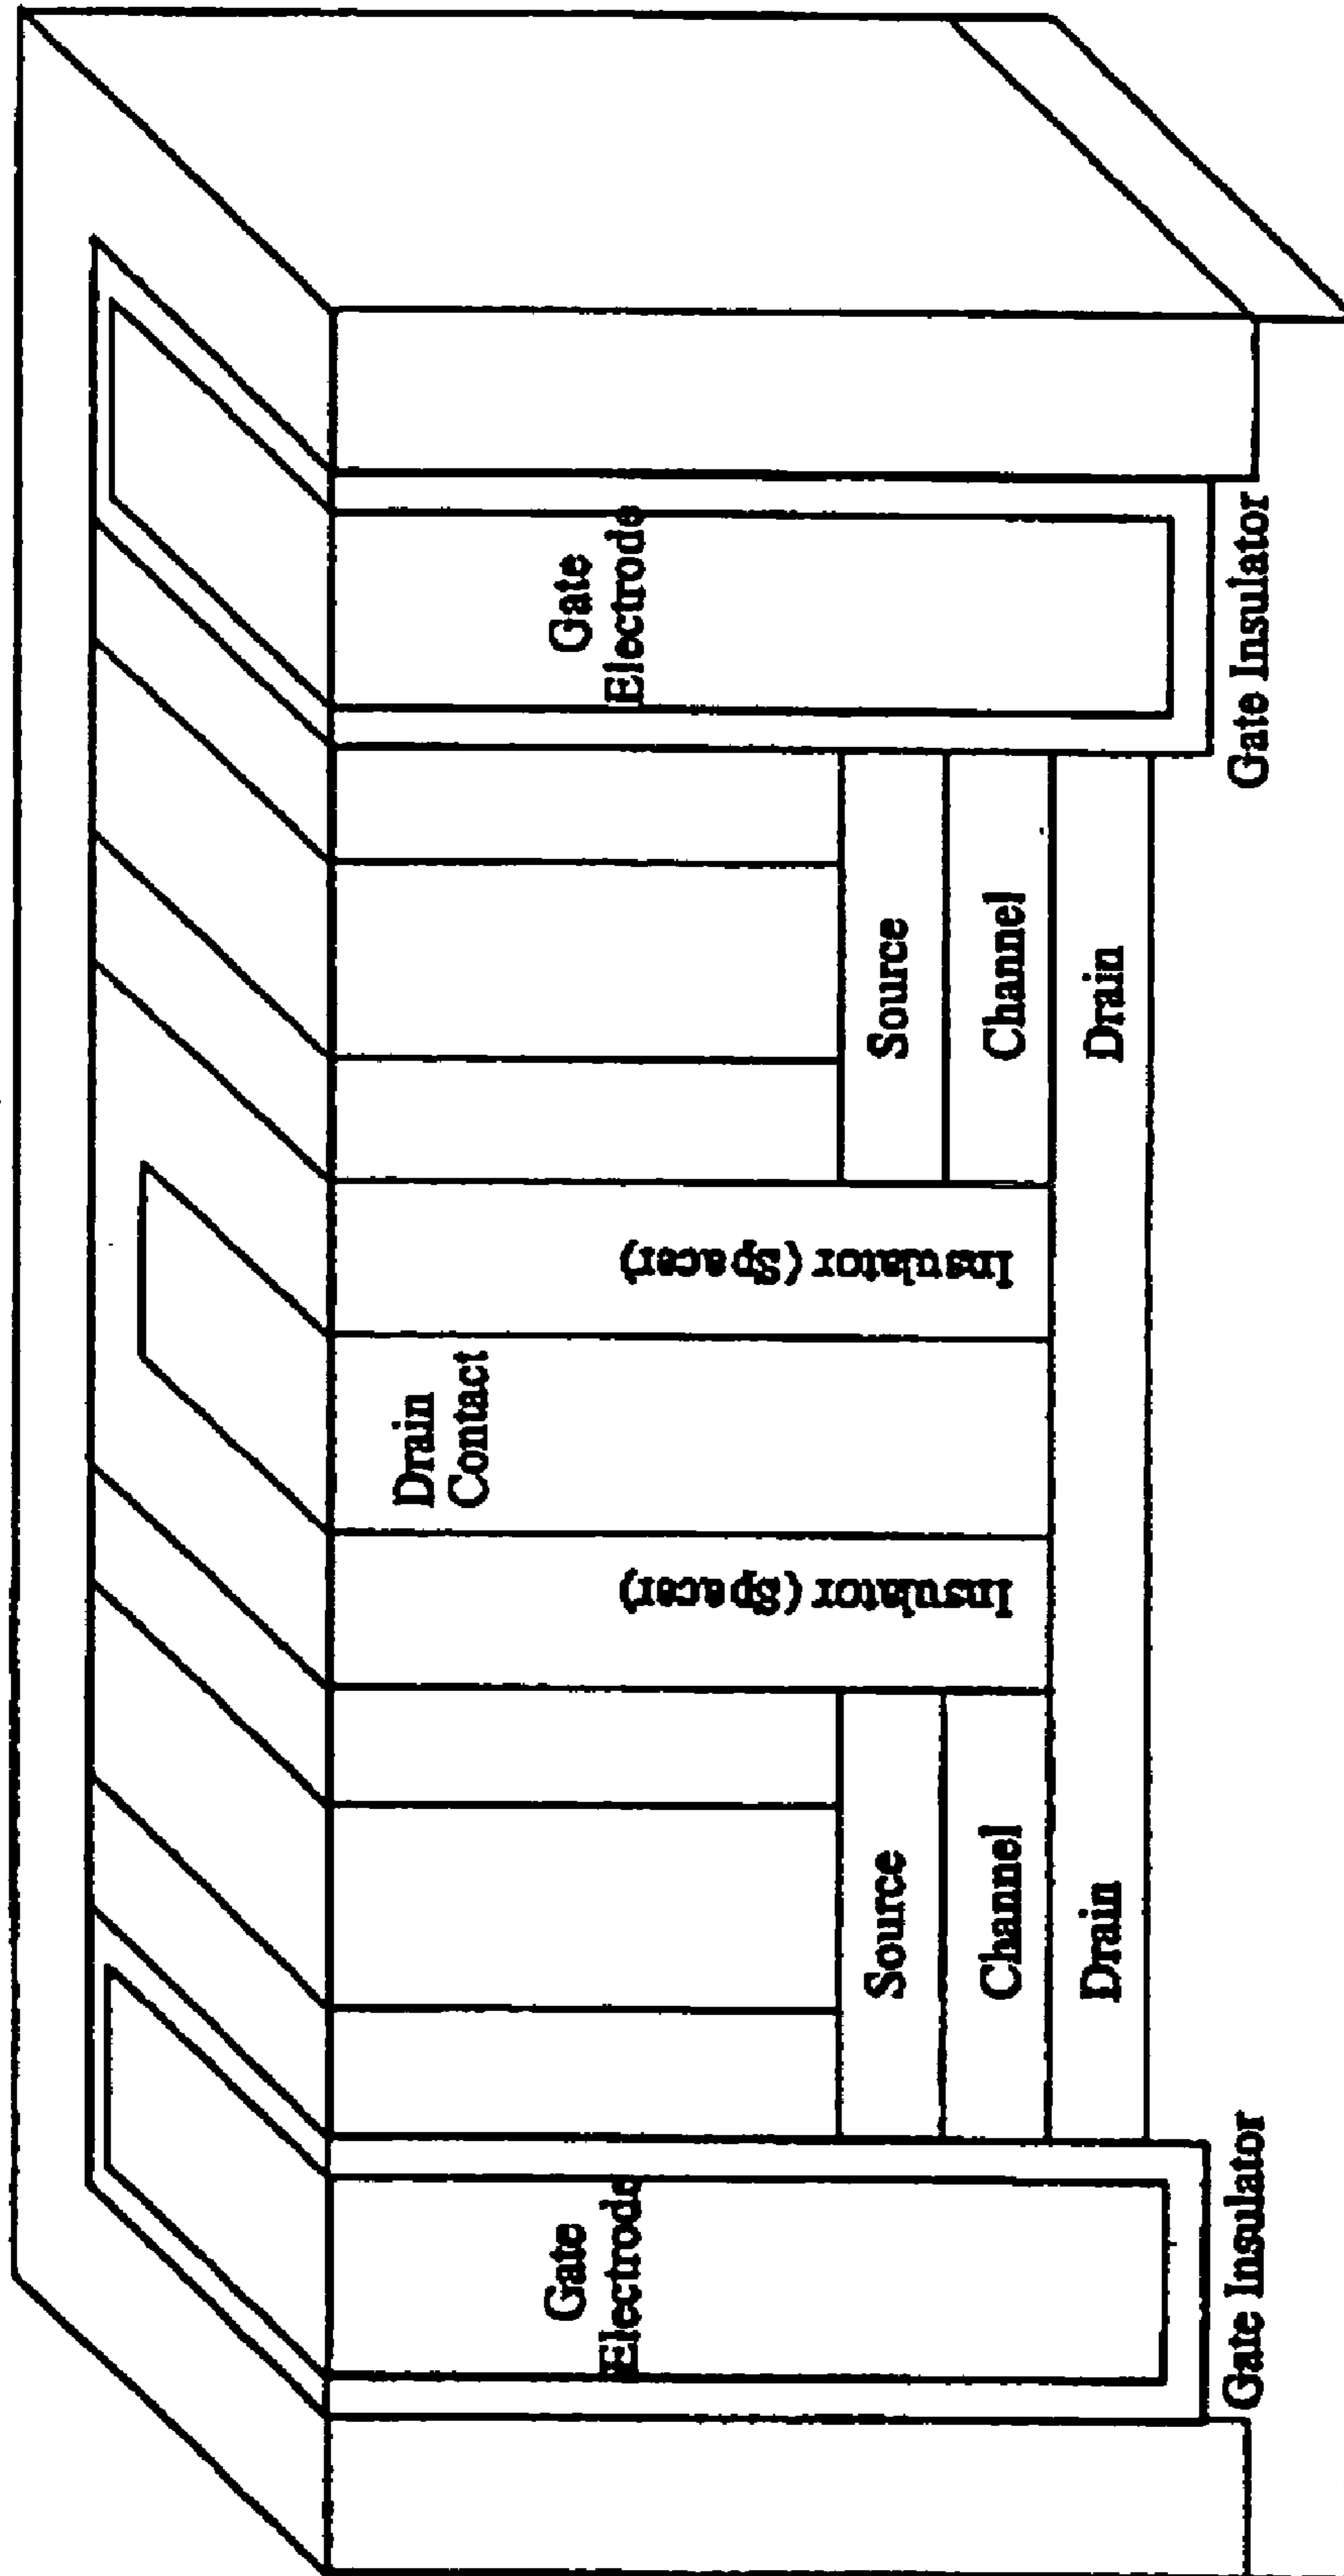 Gate
Electrode
Gate Insulator
Source
Channel
Drain
Insulator (Spacer)
Drain
Contact
Insulator (Spacer)
Source
Channel
Drain
Gate
Electrode
Gate Insulator